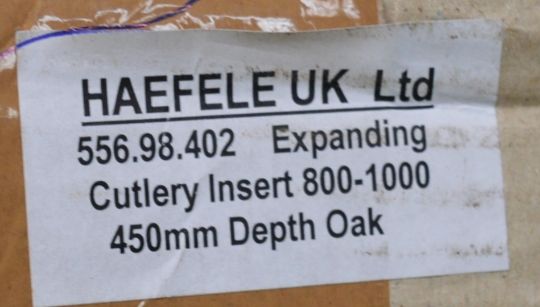 HAEFELE UK Ltd
556.98.402 Expanding
Cutlery Insert 800-1000
450mm Depth Oak